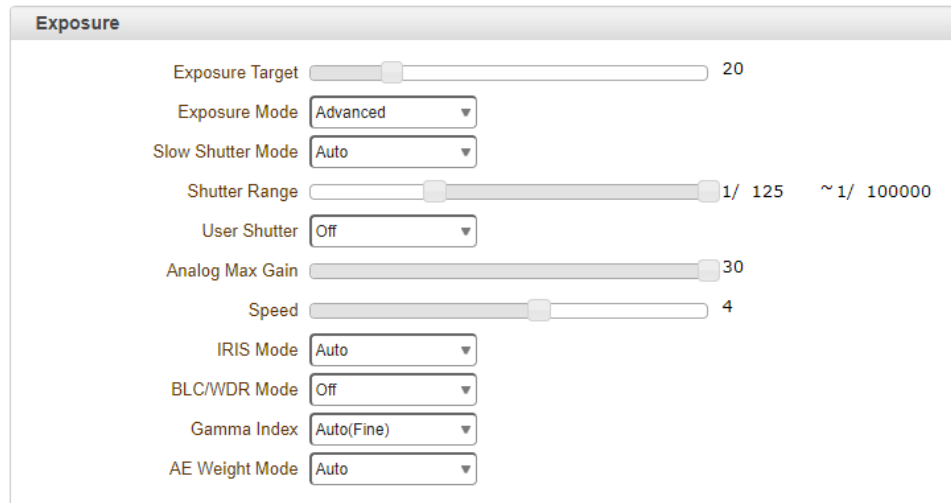 Exposure
Exposure Target 20
Exposure Mode Advanced
Slow Shutter Mode Auto
Shutter Range 1/ 125 ~ 1/ 100000
User Shutter Off
Analog Max Gain 30
Speed 4
IRIS Mode Auto
BLC/WDR Mode Off
Gamma Index Auto(Fine)
AE Weight Mode Auto